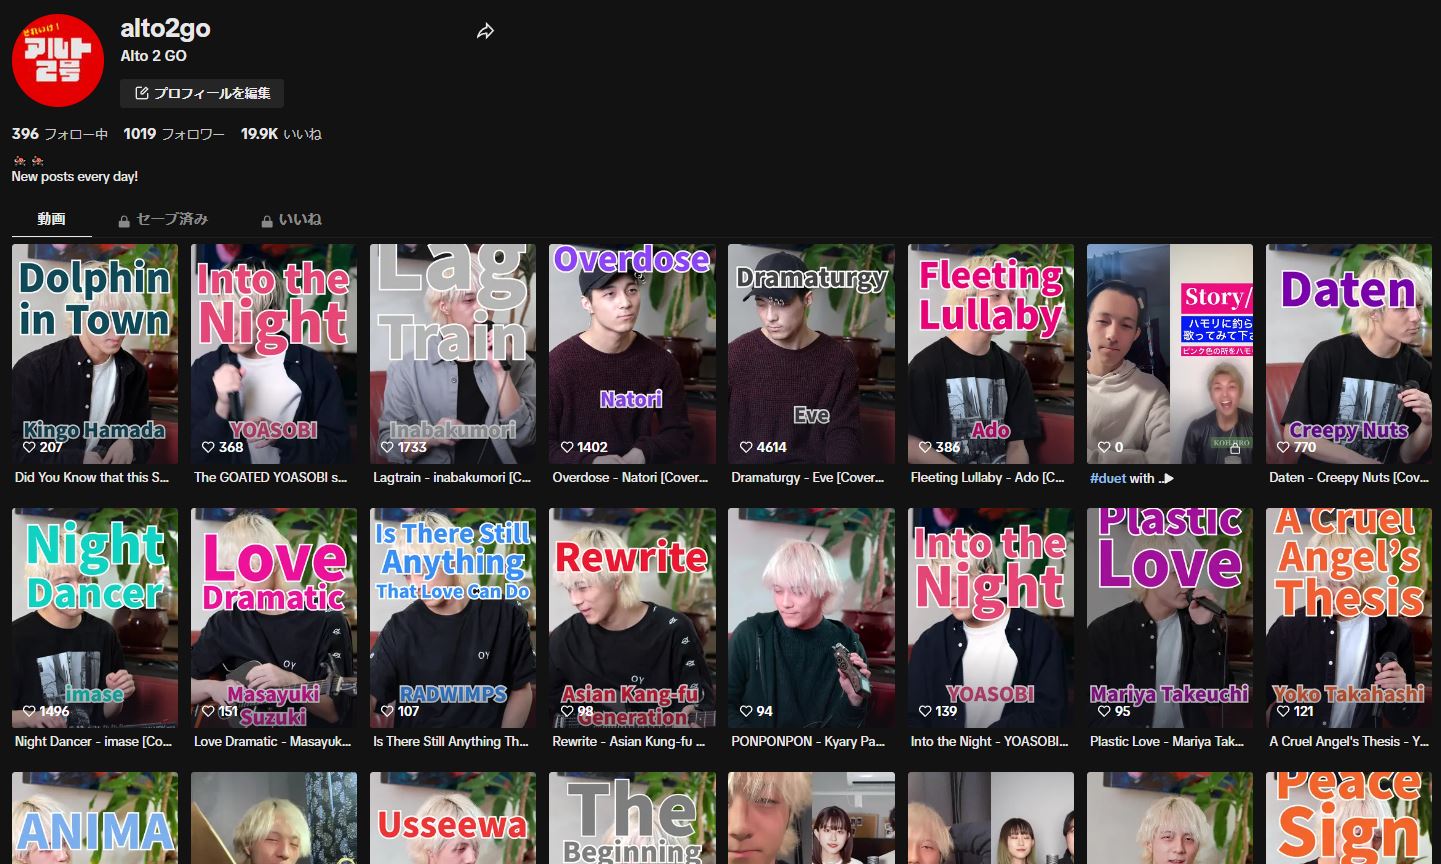 それいけ！
アルト
2号
alto2go
Alto 2 GO
プロフィールを編集
396 フォロー中 1019 フォロワー 19.9K いいね
New posts every day!
動画 セーブ済み いいね
Dolphin
in Town
Kingo Hamada
207
Did You Know that this S...
Into the
Night
YOASOBI
368
The GOATED YOASOBI s...
Lag
Train
Inabakumori
1733
Lagtrain - inabakumori [C...
Overdose
Natori
1402
Overdose - Natori [Cover...
Dramaturgy
Eve
4614
Dramaturgy - Eve [Cover...
Fleeting
Lullaby
Ado
386
Fleeting Lullaby - Ado [C...
Story/
ハモリに釣ら
歌ってみて下さ
ピンク色の所をハモ
KOHJIRO
0
#duet with ..
Daten
Creepy Nuts
770
Daten - Creepy Nuts [Cov...
Night
Dancer
imase
1496
Night Dancer - imase [Co...
Love
Dramatic
OY
Masayuki
Suzuki
151
Love Dramatic - Masayuk...
Is There Still
Anything
That Love Can Do
OY
RADWIMPS
107
Is There Still Anything Th...
Rewrite
OY
Asian Kang-fu
Generation
98
Rewrite - Asian Kung-fu ...
94
PONPONPON - Kyary Pa...
Into the
Night
YOASOBI
139
Into the Night - YOASOBI...
Plastic
Love
Mariya Takeuchi
95
Plastic Love - Mariya Tak...
A Cruel
Angel's
Thesis
Yoko Takahashi
121
A Cruel Angel's Thesis - Y...
ANIMA
Usseewa
The
Beginning
Peace
Sign